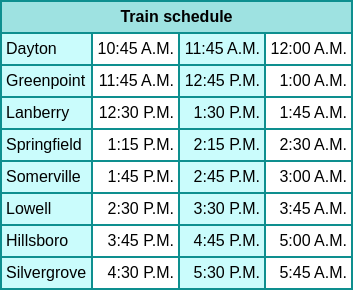 Train schedule
Dayton 10:45 A.M. 11:45 A.M. 12:00 A.M.
Greenpoint 11:45 A.M. 12:45 P.M. 1:00 A.M.
Lanberry 12:30 P.M. 1:30 P.M. 1:45 A.M.
Springfield 1:15 P.M. 2:15 P.M. 2:30 A.M.
Somerville 1:45 P.M. 2:45 P.M. 3:00 A.M.
Lowell 2:30 P.M. 3:30 P.M. 3:45 A.M.
Hillsboro 3:45 P.M. 4:45 P.M. 5:00 A.M.
Silvergrove 4:30 P.M. 5:30 P.M. 5:45 A.M.